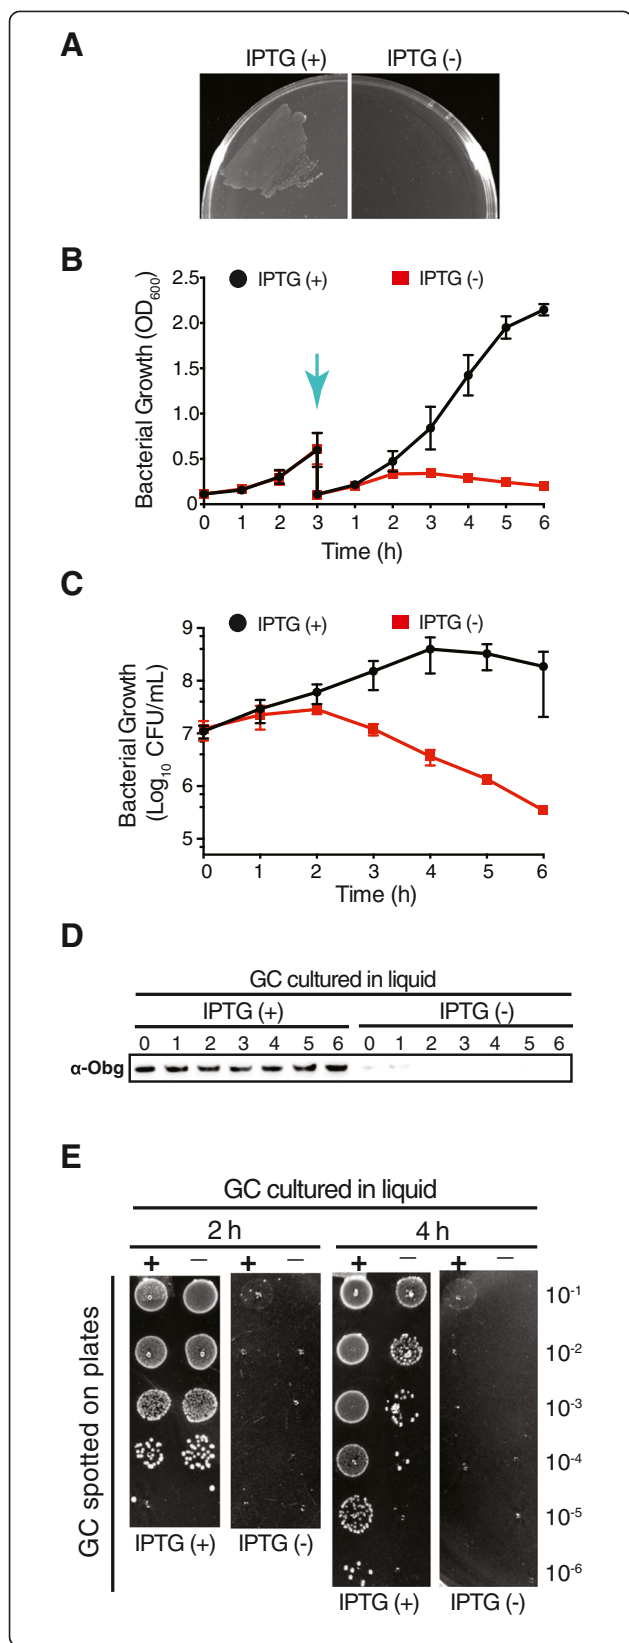 A
IPTG (+) IPTG (-)
B
IPTG (+) IPTG (-)
Bacterial Growth (OD600)
2.5
2.0
1.5
1.0
0.5
0
0 1 2 3 1 2 3 4 5 6
Time (h)
C
IPTG (+) IPTG (-)
Bacterial Growth
(Log10 CFU/mL)
9
8
7
6
5
0 1 2 3 4 5 6
Time (h)
D
GC cultured in liquid
IPTG (+) IPTG (-)
0 1 2 3 4 5 6 0 1 2 3 4 5 6
α-Obg
E
GC cultured in liquid
2 h 4 h
+ — + — + — + —
GC spotted on plates
10-1
10-2
10-3
10-4
10-5
10-6
IPTG (+) IPTG (-)
IPTG (+) IPTG (-)